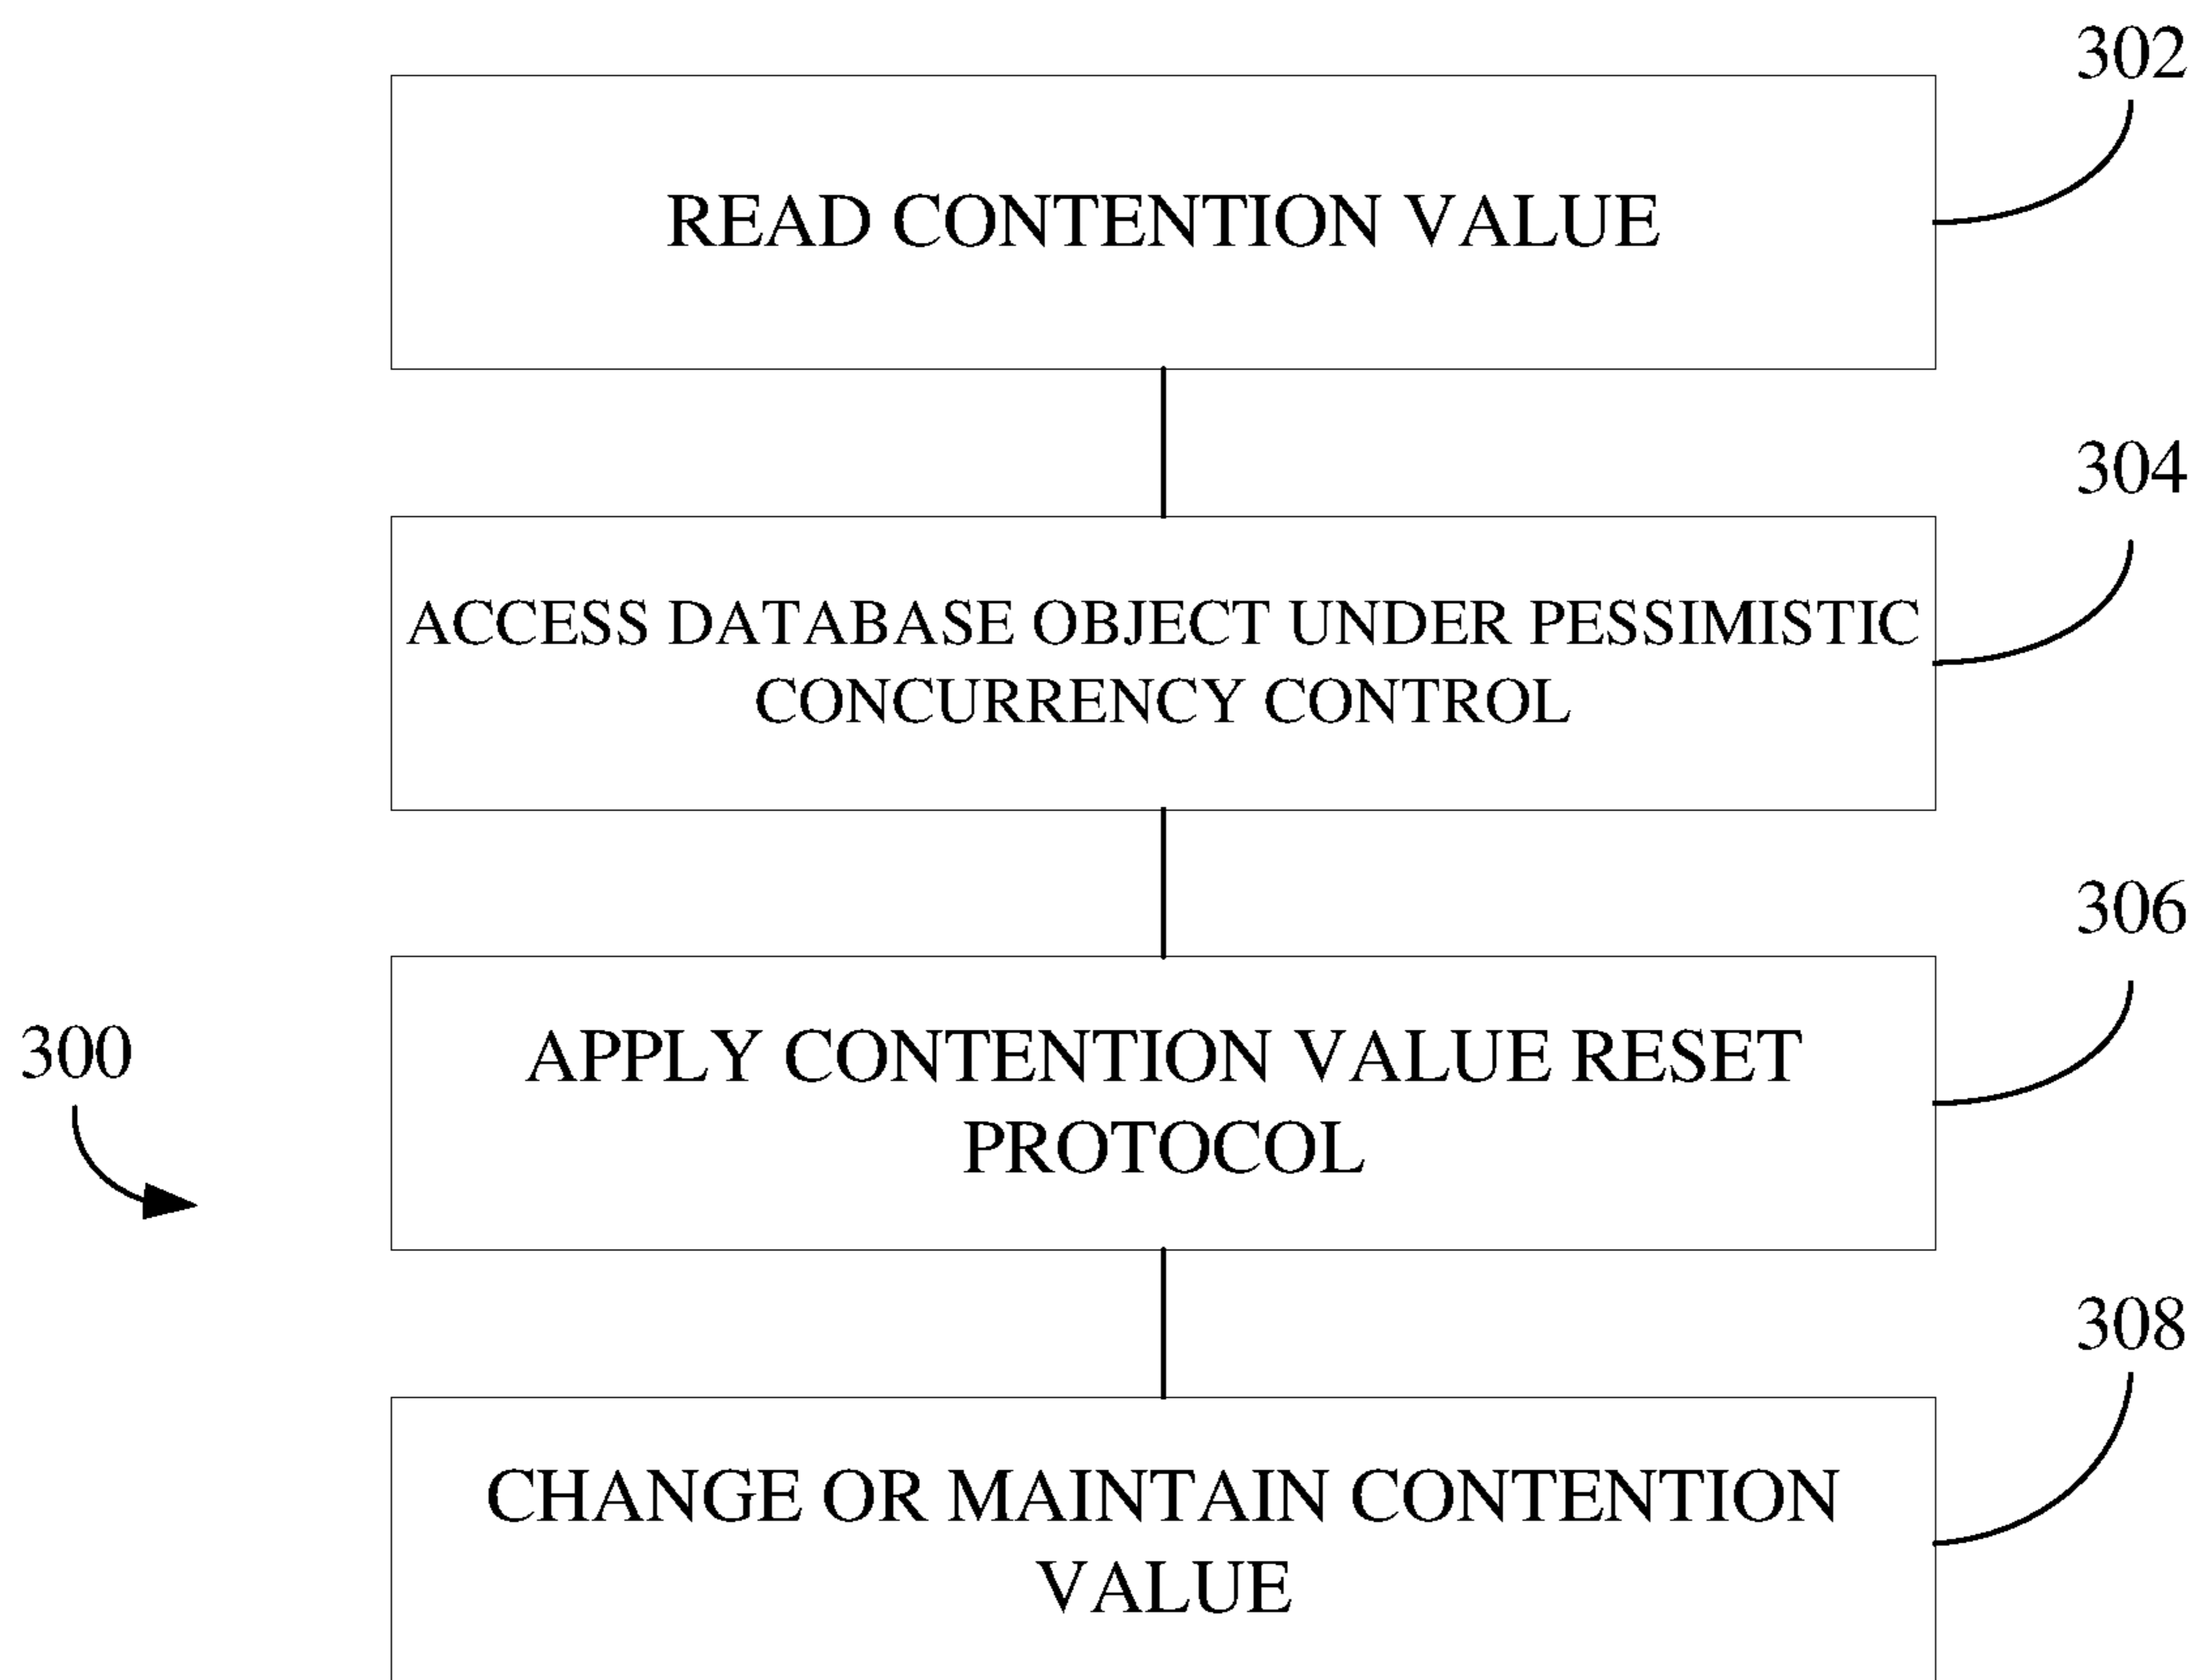 302
READ CONTENTION VALUE
304
ACCESS DATABASE OBJECT UNDER PESSIMISTIC
CONCURRENCY CONTROL
306
300
APPLY CONTENTION VALUE RESET
PROTOCOL
308
CHANGE OR MAINTAIN CONTENTION
VALUE